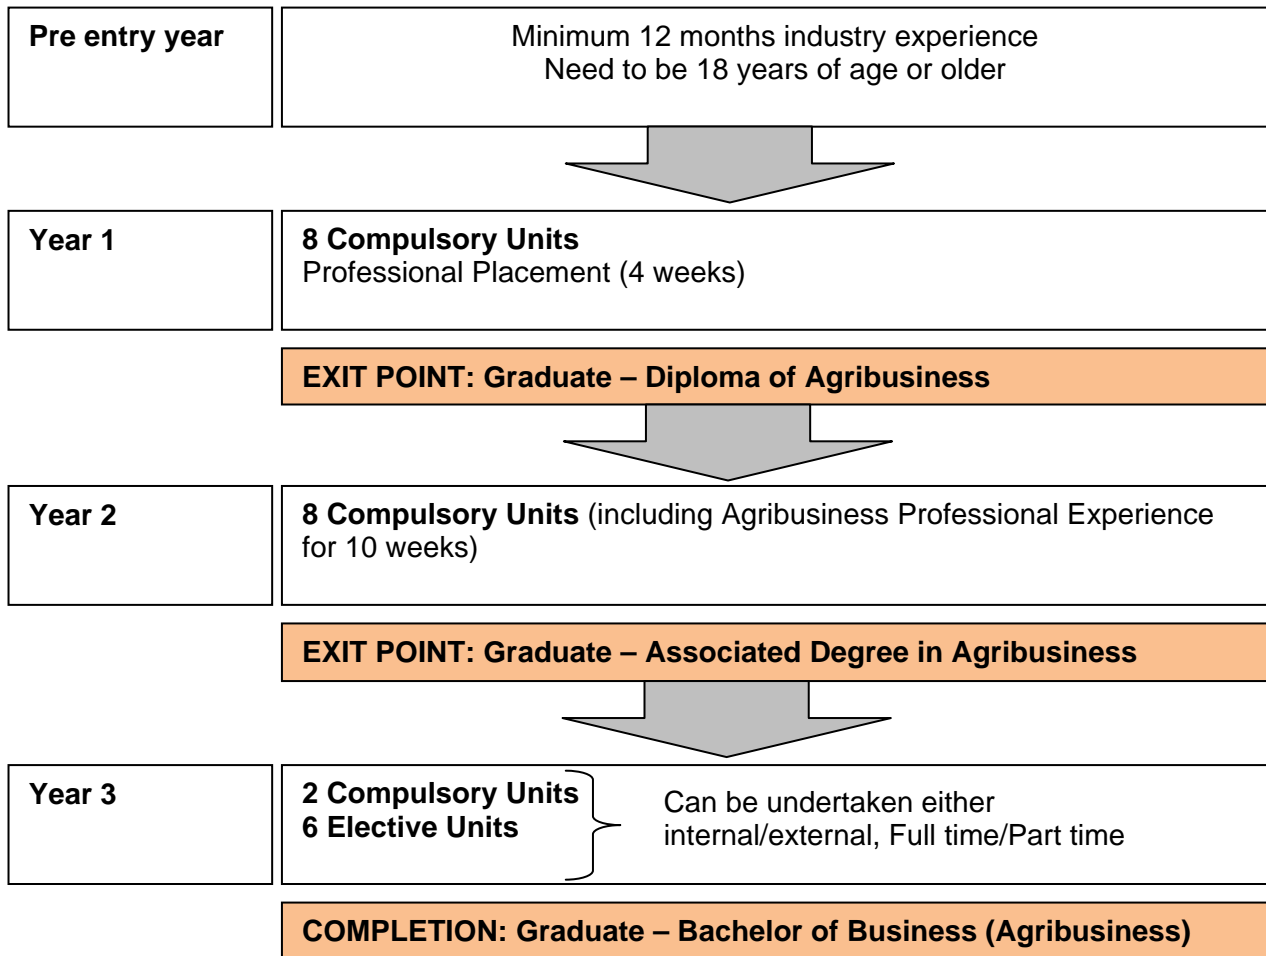 Pre entry year
Minimum 12 months industry experience
Need to be 18 years of age or older
Year 1
8 Compulsory Units
Professional Placement (4 weeks)
EXIT POINT: Graduate – Diploma of Agribusiness
Year 2
8 Compulsory Units (including Agribusiness Professional Experience
for 10 weeks)
EXIT POINT: Graduate – Associated Degree in Agribusiness
Year 3
2 Compulsory Units
6 Elective Units
Can be undertaken either
internal/external, Full time/Part time
COMPLETION: Graduate – Bachelor of Business (Agribusiness)